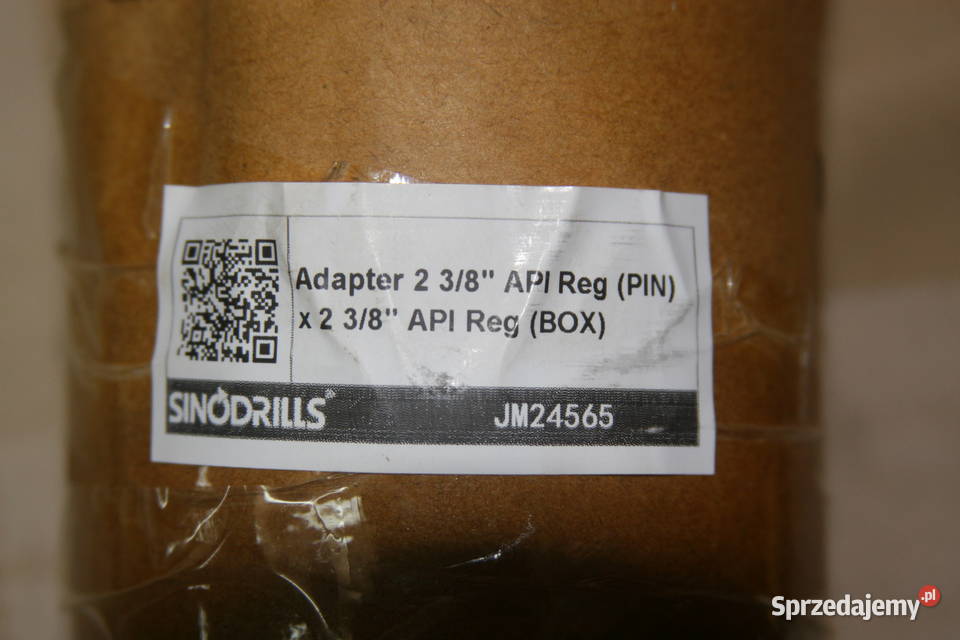 Adapter 2 3/8" API Reg (PIN)
x 2 3/8" API Reg (BOX)
SINODRILLS®
JM24565
Sprzedajemy.pl